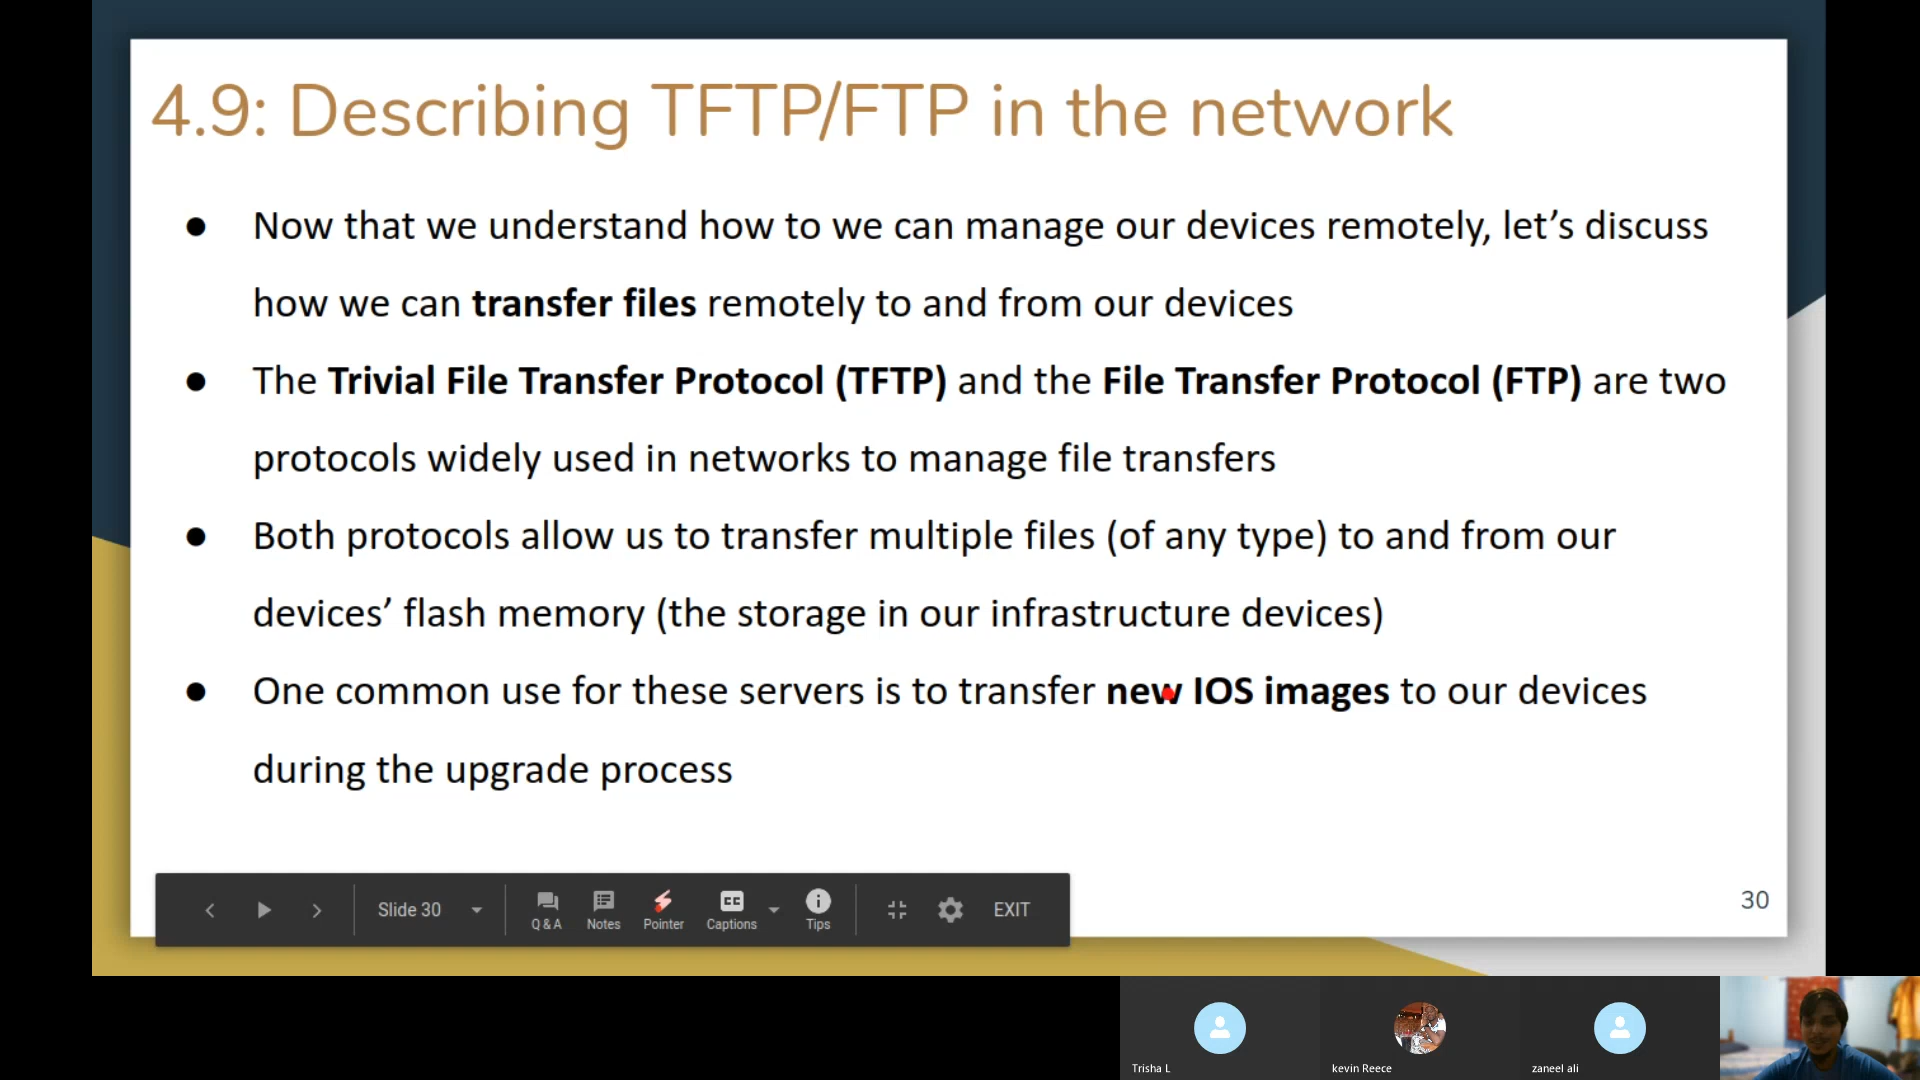 4.9: Describing TFTP/FTP in the network
● Now that we understand how to we can manage our devices remotely, let’s discuss
how we can transfer files remotely to and from our devices
● The Trivial File Transfer Protocol (TFTP) and the File Transfer Protocol (FTP) are two
protocols widely used in networks to manage file transfers
● Both protocols allow us to transfer multiple files (of any type) to and from our
devices’ flash memory (the storage in our infrastructure devices)
● One common use for these servers is to transfer new IOS images to our devices
during the upgrade process
30
Slide 30
Q & A
Notes
Pointer
CC
Captions
Tips
EXIT
Trisha L
kevin Reece
zaneel ali